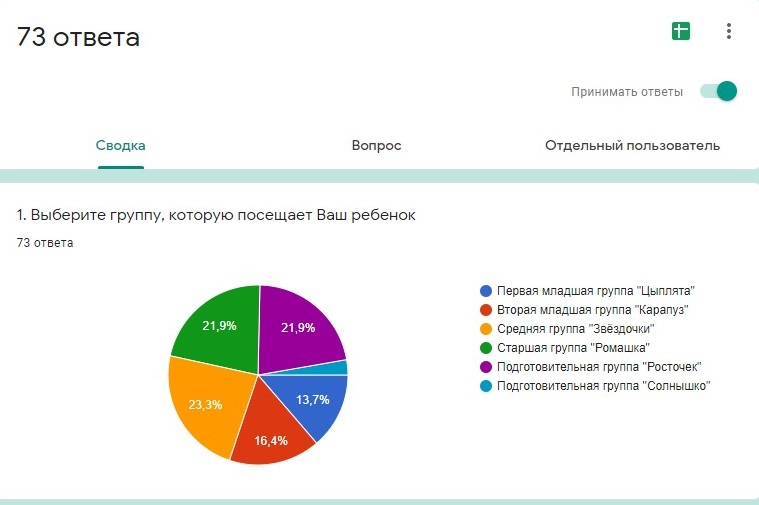 73 ответа
Принимать ответы
Сводка
Вопрос
Отдельный пользователь
1. Выберите группу, которую посещает Ваш ребенок
73 ответа
21,9%
21,9%
23,3%
13,7%
16,4%
Первая младшая группа "Цыплята"
Вторая младшая группа "Карапуз"
Средняя группа "Звёздочки"
Старшая группа "Ромашка"
Подготовительная группа "Росточек"
Подготовительная группа "Солнышко"